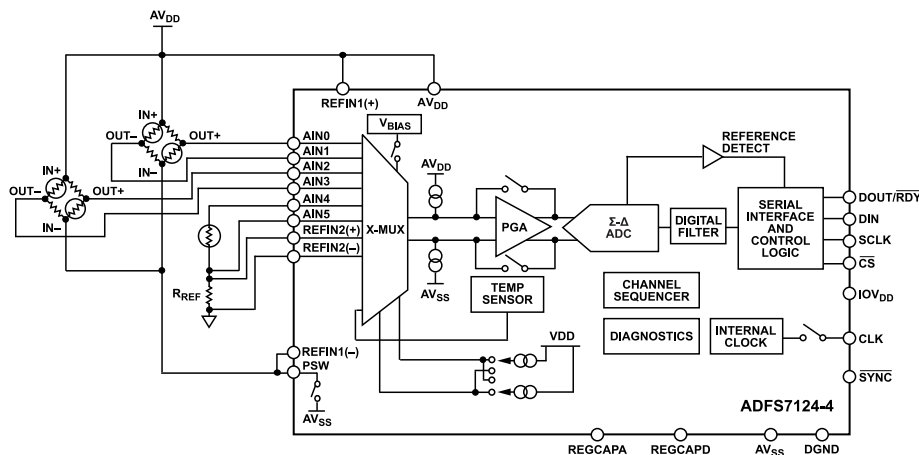 AVDD
REFIN1(+)
AVDD
IN+
OUT–
OUT+
IN–
IN+
OUT–
OUT+
IN–
AIN0
AIN1
AIN2
AIN3
AIN4
AIN5
REFIN2(+)
REFIN2(–)
RREF
REFIN1(–)
PSW
AVSS
VBIAS
X-MUX
AVDD
AVSS
PGA
Σ-Δ
ADC
REFERENCE
DETECT
DIGITAL
FILTER
SERIAL
INTERFACE
AND
CONTROL
LOGIC
TEMP
SENSOR
CHANNEL
SEQUENCER
DIAGNOSTICS
INTERNAL
CLOCK
VDD
DOUT/RDY
DIN
SCLK
CS
IOVDD
CLK
SYNC
ADFS7124-4
REGCAPA
REGCAPD
AVSS
DGND